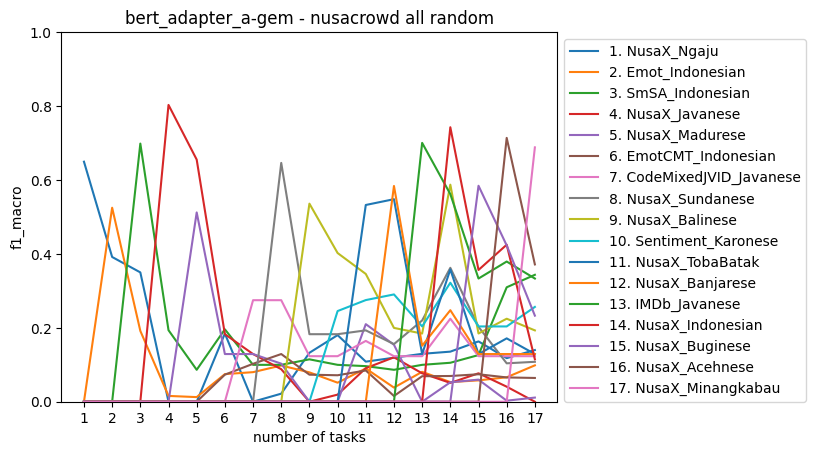 bert_adapter_a-gem - nusacrowd all random
1.0
0.8
0.6
0.4
0.2
0.0
f1_macro
1 2 3 4 5 6 7 8 9 10 11 12 13 14 15 16 17
number of tasks
1. NusaX_Ngaju
2. Emot_Indonesian
3. SmSA_Indonesian
4. NusaX_Javanese
5. NusaX_Madurese
6. EmotCMT_Indonesian
7. CodeMixedJVID_Javanese
8. NusaX_Sundanese
9. NusaX_Balinese
10. Sentiment_Karonese
11. NusaX_TobaBatak
12. NusaX_Banjarese
13. IMDb_Javanese
14. NusaX_Indonesian
15. NusaX_Buginese
16. NusaX_Acehnese
17. NusaX_Minangkabau